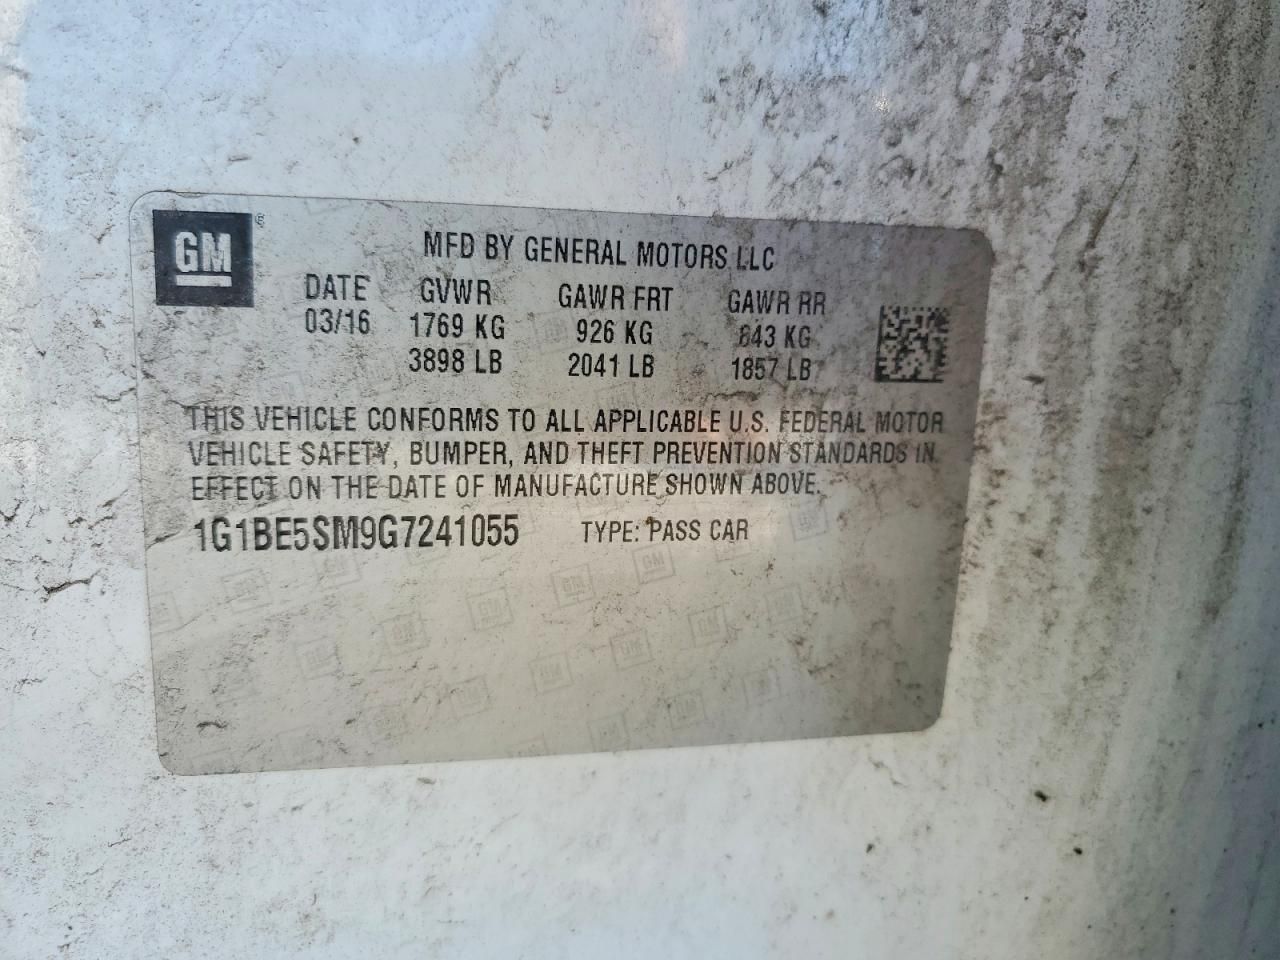 GM ® MFD BY GENERAL MOTORS LLC
DATE GVWR GAWR FRT GAWR RR
03/16 1769 KG 926 KG 843 KG
3898 LB 2041 LB 1857 LB
THIS VEHICLE CONFORMS TO ALL APPLICABLE U.S. FEDERAL MOTOR
VEHICLE SAFETY, BUMPER, AND THEFT PREVENTION STANDARDS IN
EFFECT ON THE DATE OF MANUFACTURE SHOWN ABOVE.
1G1BE5SM9G7241055 TYPE: PASS CAR